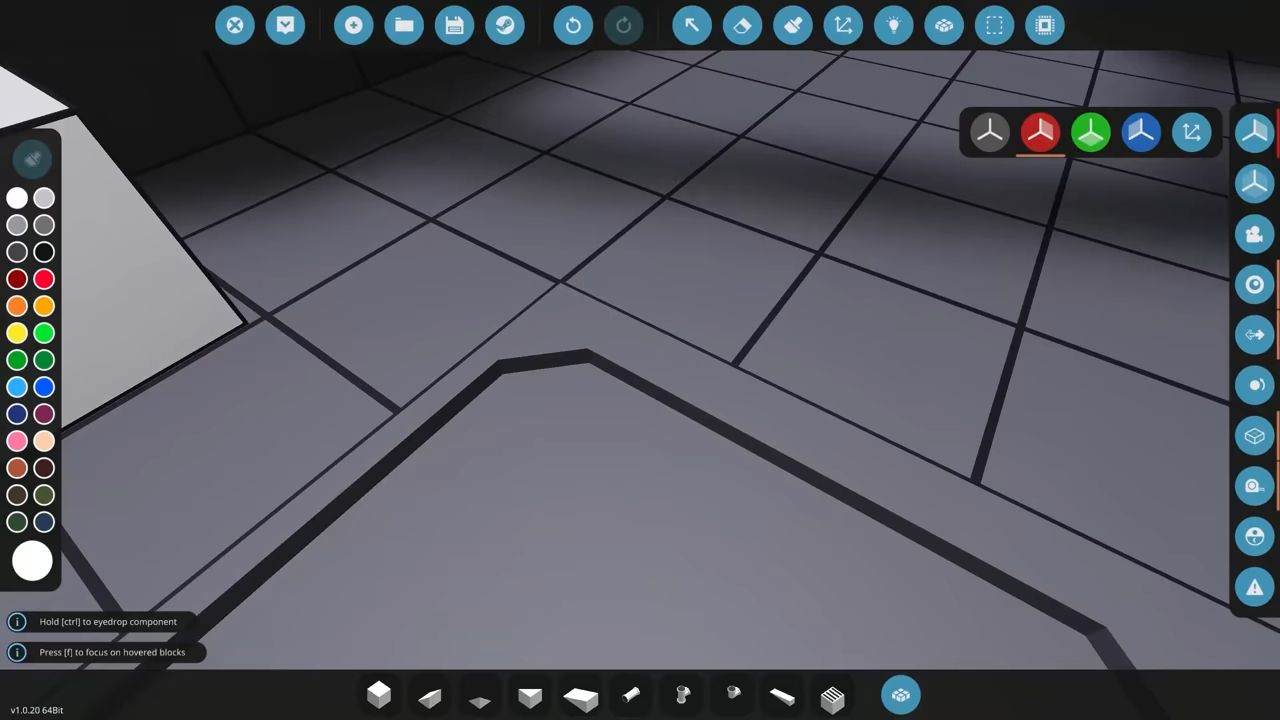 Hold [ctrl] to eyedrop component
Press [f] to focus on hovered blocks
v1.0.20 64Bit